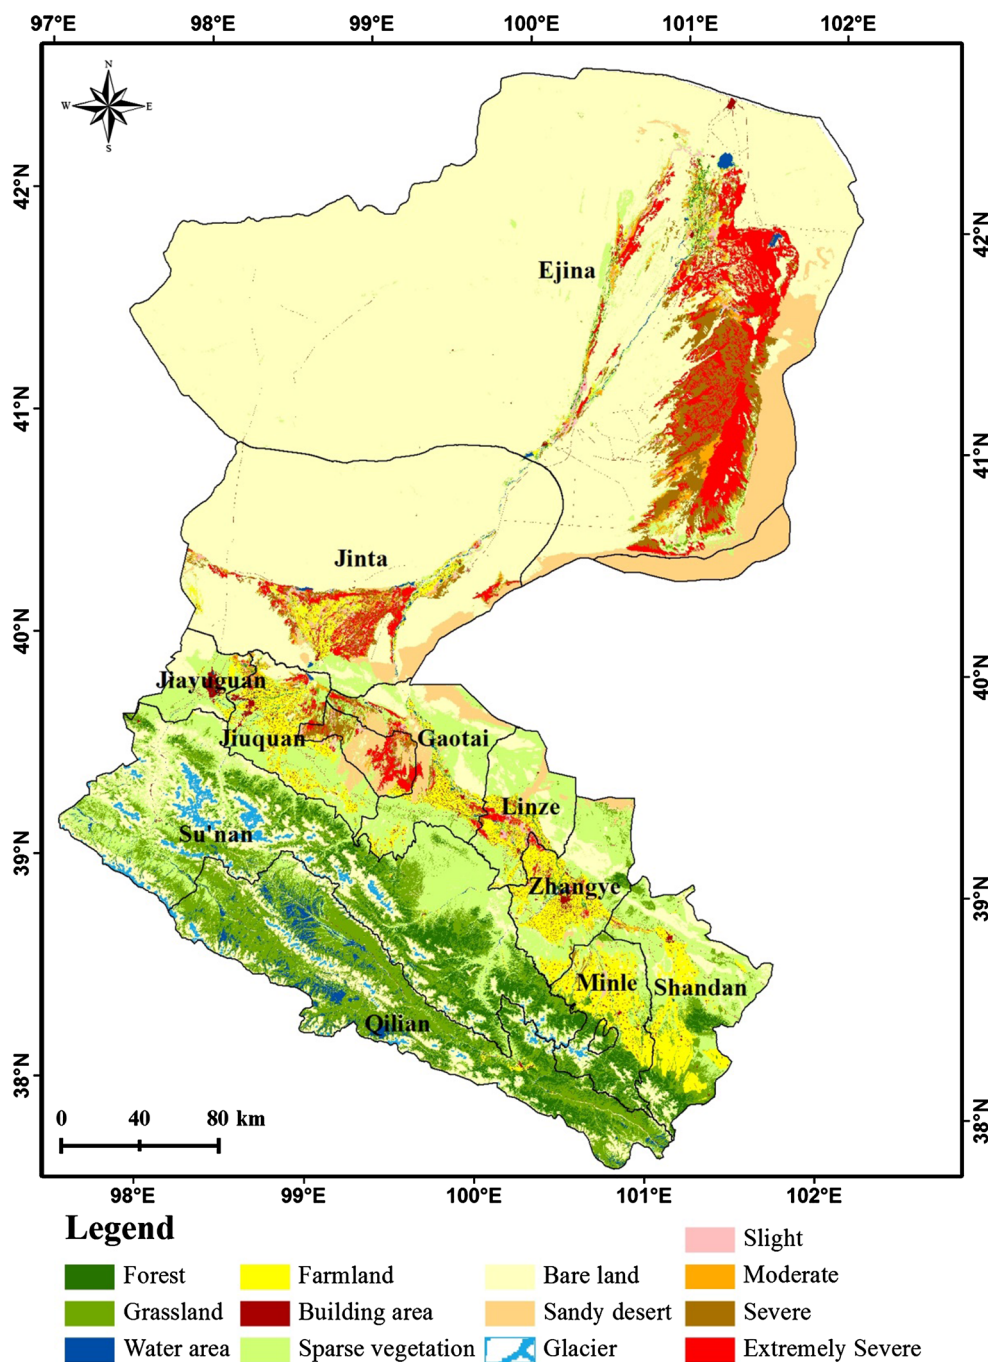 97°E 98°E 99°E 100°E 101°E 102°E
N
W E
S
42°N
42°N
Ejina
41°N
41°N
Jinta
40°N
40°N
Jiayuguan
Jiuquan
Gaotai
Linze
Su'nan
39°N
Zhangye
39°N
Minle
Shandan
Qilian
38°N
38°N
0 40 80 km
98°E 99°E 100°E 101°E 102°E
Legend
Slight
Forest Farmland Bare land Moderate
Grassland Building area Sandy desert Severe
Water area Sparse vegetation Glacier Extremely Severe